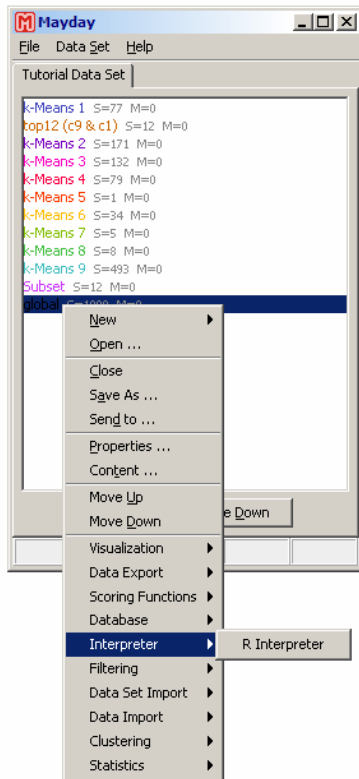 Mayday
File Data Set Help
Tutorial Data Set
k-Means 1 S=77 M=0
top12 (c9 & c1) S=12 M=0
k-Means 2 S=171 M=0
k-Means 3 S=132 M=0
k-Means 4 S=79 M=0
k-Means 5 S=1 M=0
k-Means 6 S=34 M=0
k-Means 7 S=5 M=0
k-Means 8 S=8 M=0
k-Means 9 S=493 M=0
Subset S=12 M=0
global S=1000 M=0
New
Open ...
Close
Save As ...
Send to ...
Properties ...
Content ...
Move Up
Move Down
e Down
Visualization
Data Export
Scoring Functions
Database
Interpreter
R Interpreter
Filtering
Data Set Import
Data Import
Clustering
Statistics